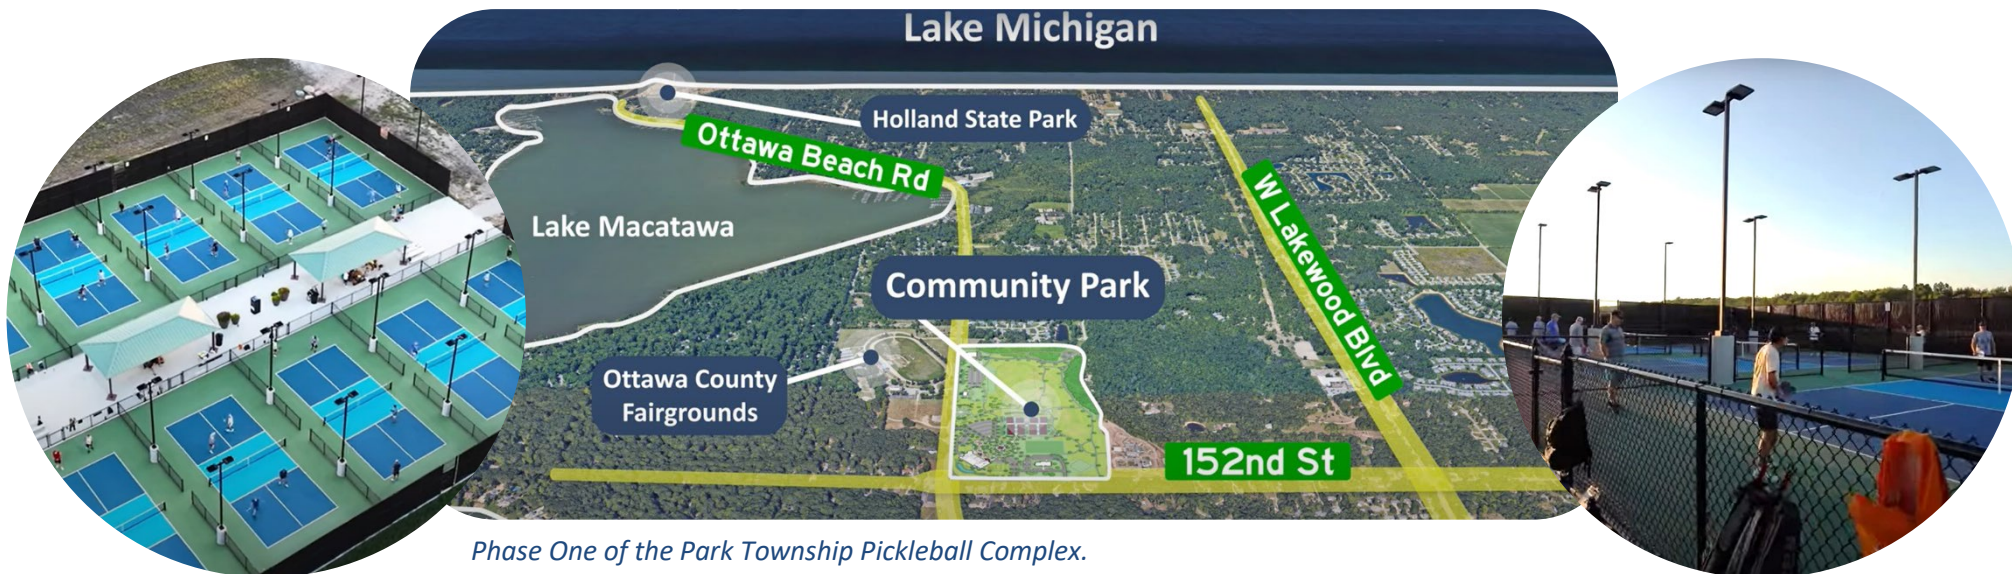 Lake Michigan
Holland State Park
Ottawa Beach Rd
Lake Macatawa
W Lakewood Blvd
Community Park
Ottawa County
Fairgrounds
152nd St
Phase One of the Park Township Pickleball Complex.